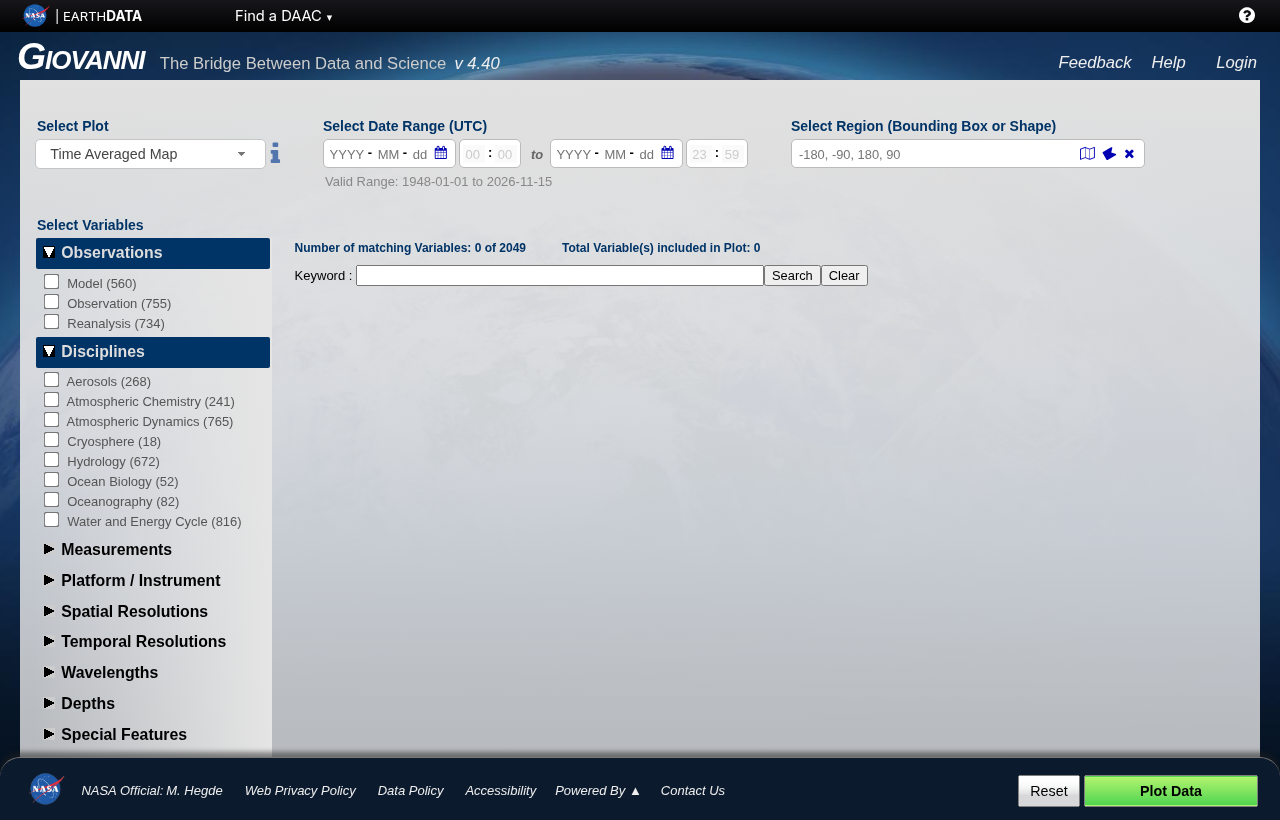 NASA | EARTHDATA Find a DAAC ▾ ?
GIOVANNI The Bridge Between Data and Science v 4.40 Feedback Help Login
Select Plot Select Date Range (UTC) Select Region (Bounding Box or Shape)
Time Averaged Map YYYY - MM - dd 00 : 00 to YYYY - MM - dd 23 : 59 -180, -90, 180, 90
Valid Range: 1948-01-01 to 2026-11-15
Select Variables
Observations
Number of matching Variables: 0 of 2049 Total Variable(s) included in Plot: 0
Keyword : Search Clear
Model (560)
Observation (755)
Reanalysis (734)
Disciplines
Aerosols (268)
Atmospheric Chemistry (241)
Atmospheric Dynamics (765)
Cryosphere (18)
Hydrology (672)
Ocean Biology (52)
Oceanography (82)
Water and Energy Cycle (816)
Measurements
Platform / Instrument
Spatial Resolutions
Temporal Resolutions
Wavelengths
Depths
Special Features
NASA NASA Official: M. Hegde Web Privacy Policy Data Policy Accessibility Powered By ▲ Contact Us Reset Plot Data